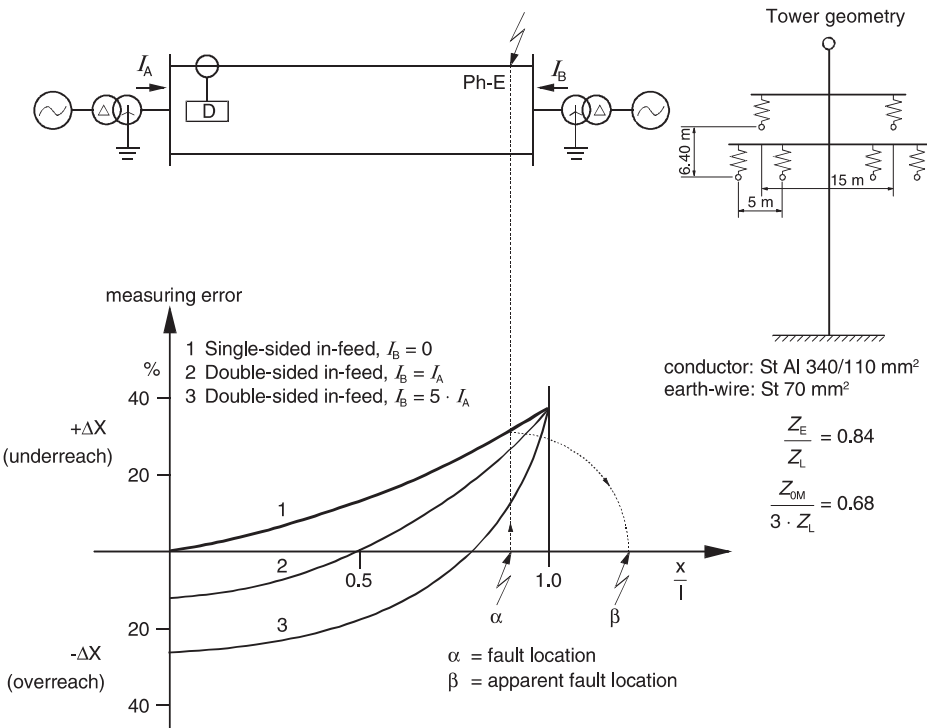 Tower geometry
I_A
Ph-E
I_B
D
6.40 m
15 m
5 m
measuring error
%
1 Single-sided in-feed, I_B = 0
2 Double-sided in-feed, I_B = I_A
3 Double-sided in-feed, I_B = 5 · I_A
conductor: St Al 340/110 mm²
earth-wire: St 70 mm²
Z_E / Z_L = 0.84
Z_0M / 3 · Z_L = 0.68
40
+ΔX
(underreach)
20
1
2
0.5
1.0
x / l
3
α
β
20
-ΔX
(overreach)
40
α = fault location
β = apparent fault location